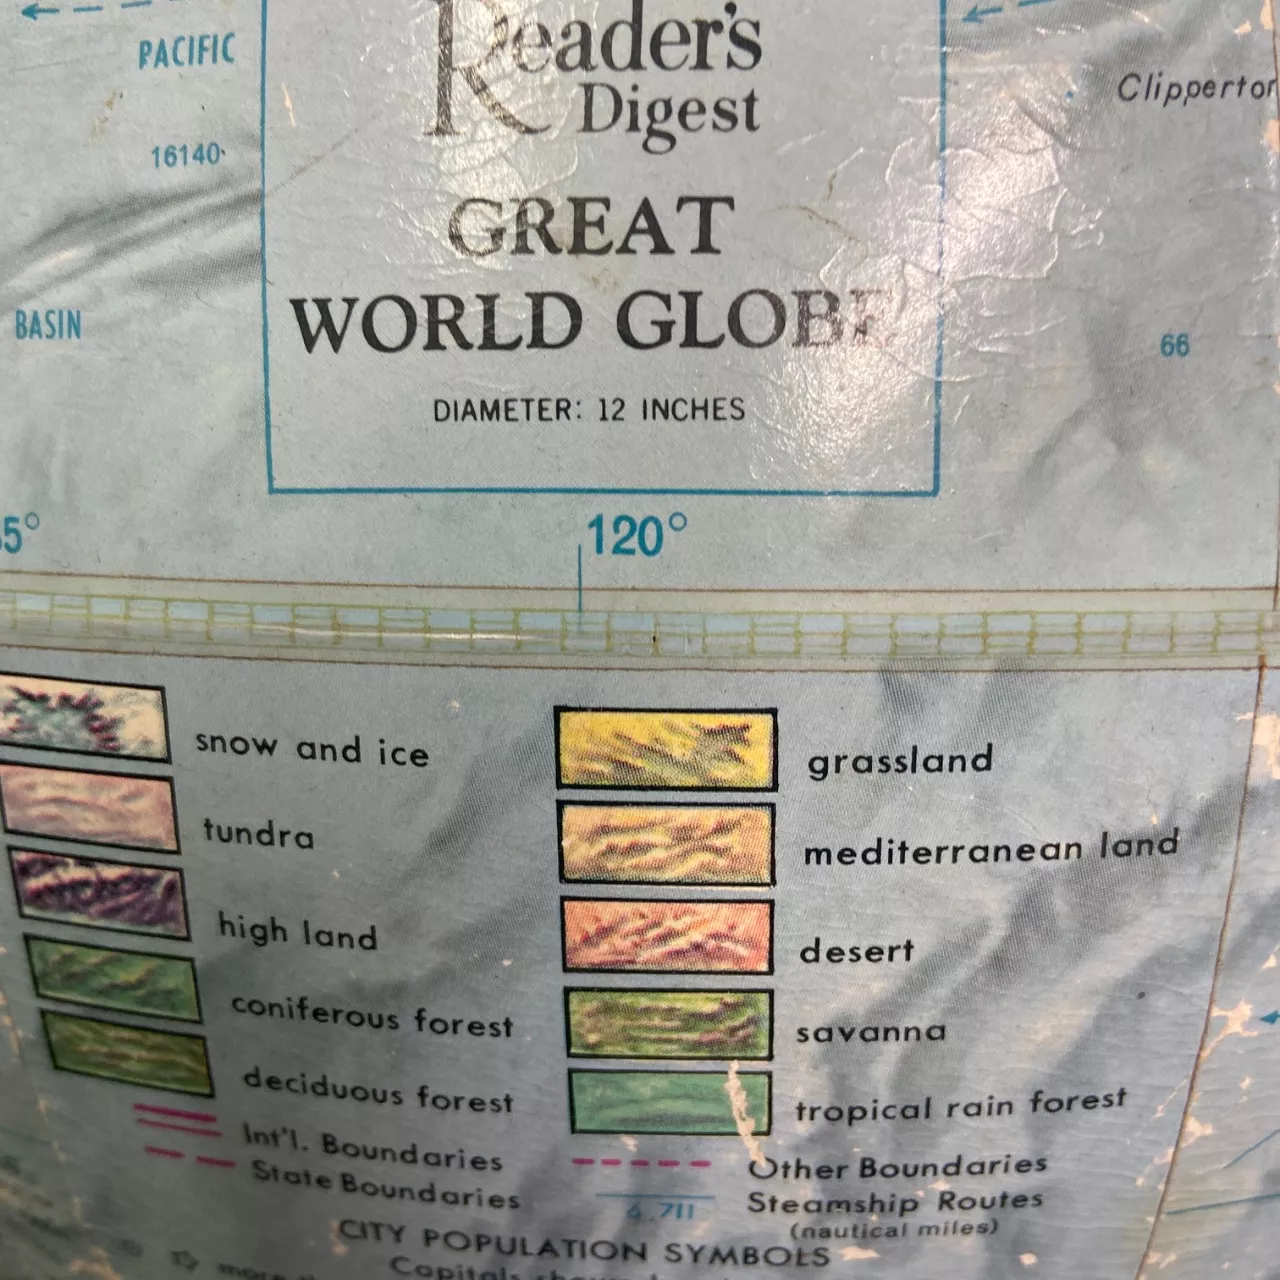 Reader's
Digest
GREAT
WORLD GLOBE
DIAMETER: 12 INCHES
PACIFIC
16140
BASIN
Clipperton
66
5°
120°
snow and ice
tundra
high land
coniferous forest
deciduous forest
Int'l. Boundaries
State Boundaries
grassland
mediterranean land
desert
savanna
tropical rain forest
Other Boundaries
6,711 Steamship Routes
(nautical miles)
CITY POPULATION SYMBOLS
Capitals